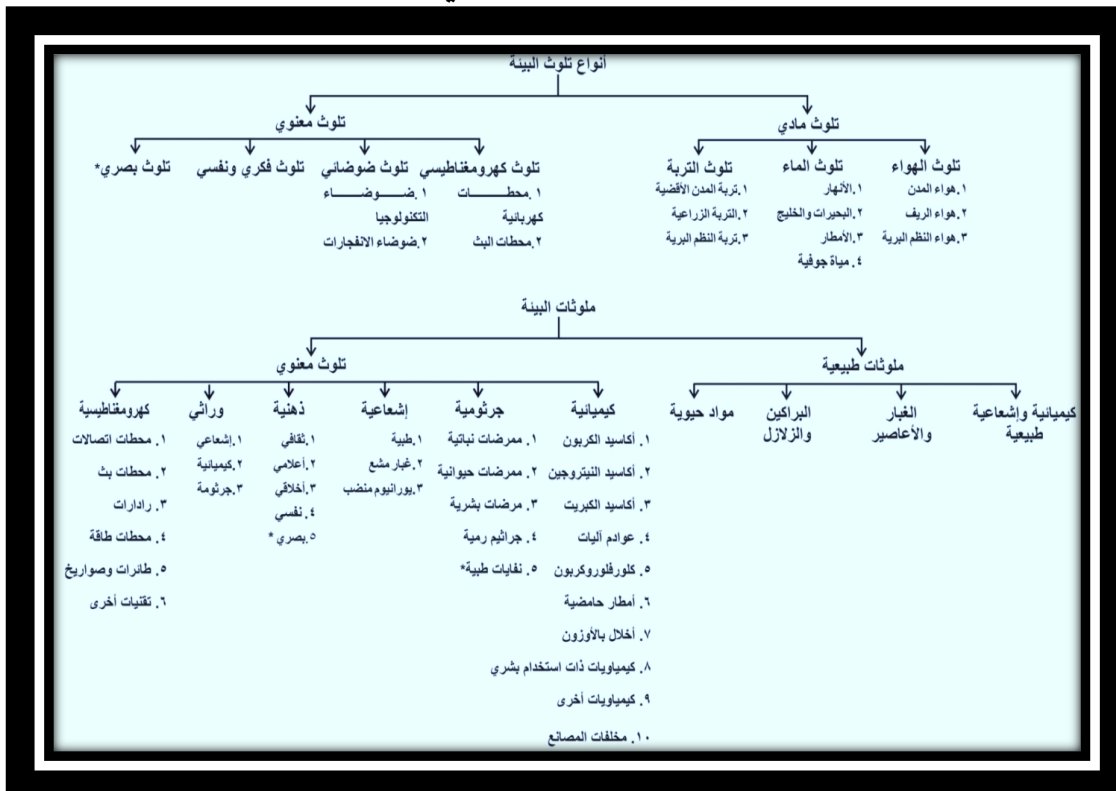 أنواع تلوث البيئة
تلوث مادي
تلوث معنوي
تلوث الهواء
١.هواء المدن
٢.هواء الريف
٣.هواء النظم البرية
تلوث الماء
١.الأنهار
٢.البحيرات والخليج
٣.الأمطار
٤. مياة جوفية
تلوث التربة
١.تربة المدن الأقضية
٢.التربة الزراعية
٣.تربة النظم البرية
تلوث كهرومغناطيسي
١.محطـــــــات
كهربائية
٢.محطات البث
تلوث ضوضائي
١.ضـــوضـــــاء
التكنولوجيا
٢.ضوضاء الانفجارات
تلوث فكري ونفسي
تلوث بصري*
ملوثات البيئة
ملوثات طبيعية
تلوث معنوي
كيميائية وإشعاعية
طبيعية
الغبار
والأعاصير
البراكين
والزلازل
مواد حيوية
كيميائية
١. أكاسيد الكربون
٢. أكاسيد النيتروجين
٣. أكاسيد الكبريت
٤. عوادم آليات
٥. كلورفلوروكربون
٦. أمطار حامضية
٧. أخلال بالأوزون
٨. كيمياويات ذات استخدام بشري
٩. كيمياويات أخرى
١٠. مخلفات المصانع
جرثومية
١. ممرضات نباتية
٢. ممرضات حيوانية
٣. مرضات بشرية
٤. جراثيم رمية
٥. نفايات طبية*
إشعاعية
١.طبية
٢.غبار مشع
٣.يورانيوم منضب
ذهنية
١.ثقافي
٢.أعلامي
٣.أخلاقي
٤.نفسي
٥.بصري*
وراثي
١.إشعاعي
٢.كيميائية
٣.جرثومة
كهرومغناطيسية
١. محطات اتصالات
٢. محطات بث
٣. رادارات
٤. محطات طاقة
٥. طائرات وصواريخ
٦. تقنيات أخرى